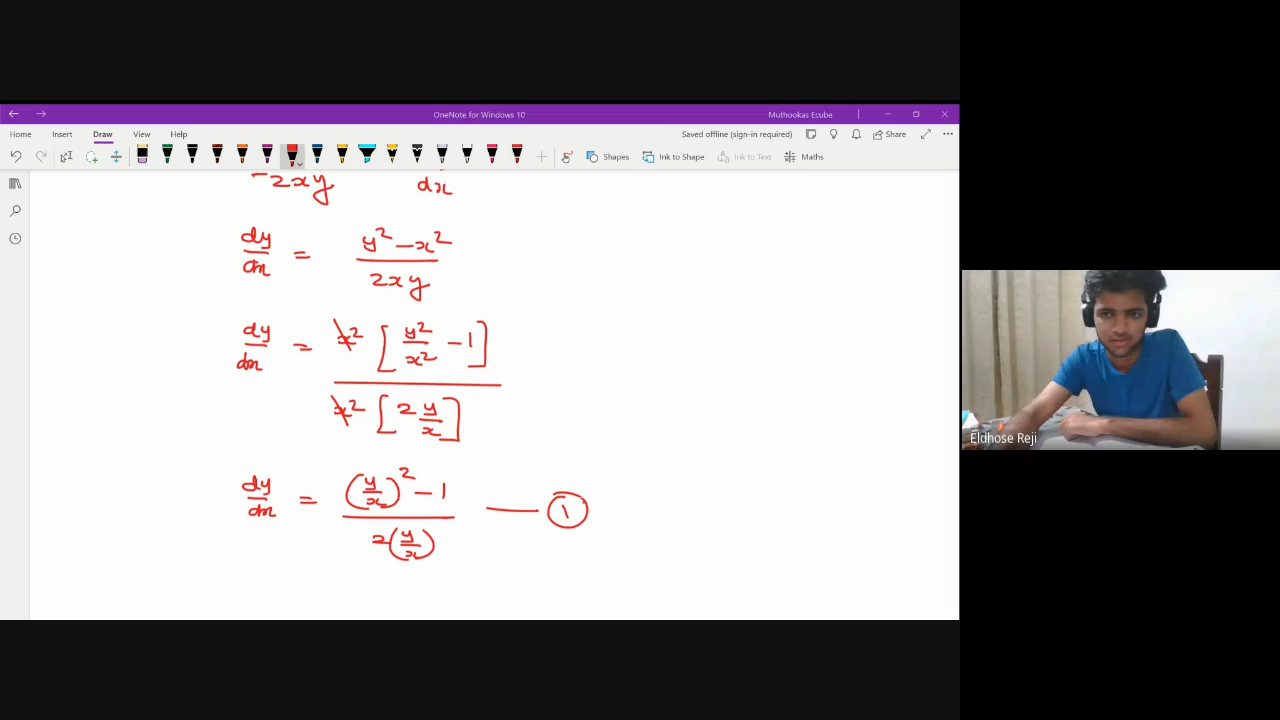 OneNote for Windows 10
Muthookas Ecube
Home Insert Draw View Help
Saved offline (sign-in required)
Share
Shapes
Ink to Shape
Ink to Text
Maths
-2xy dx
dy/dx = y² - x² / 2xy
dy/dx = x² [y²/x² - 1] / x² [2 y/x]
dy/dx = (y/x)² - 1 / 2(y/x) —— ①
Eldhose Reji